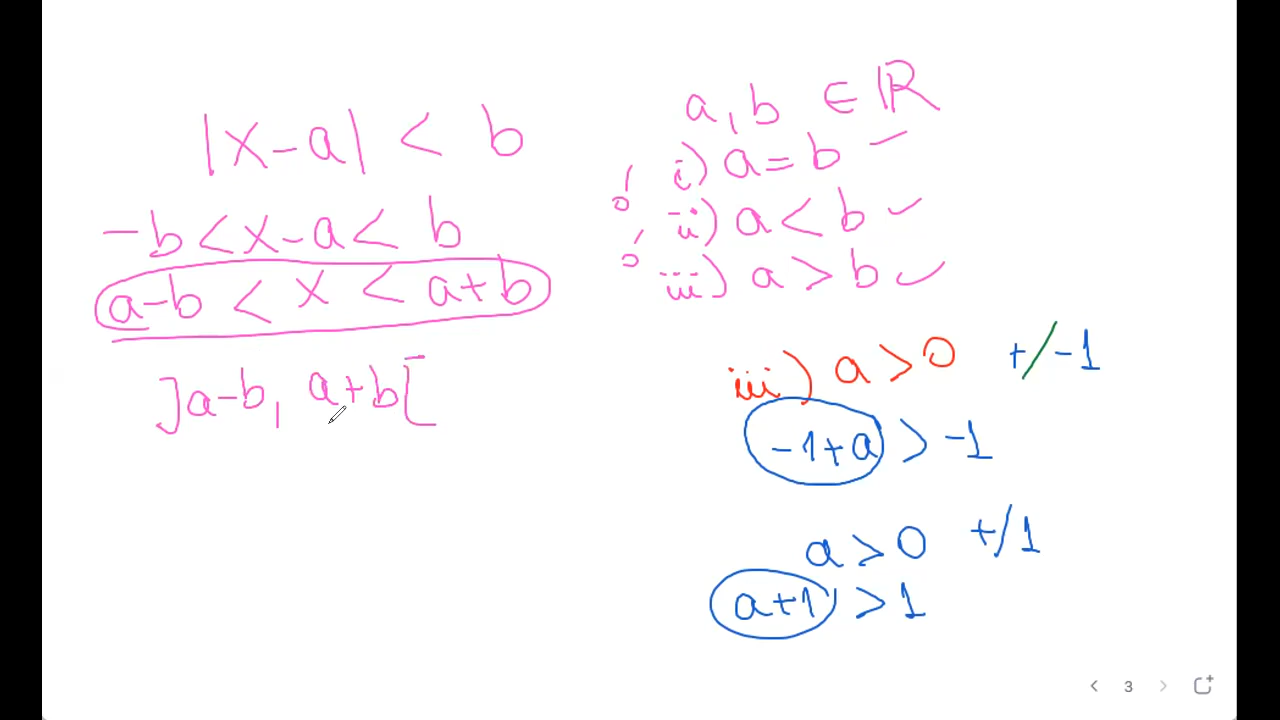 |x-a| < b
-b < x-a < b
a-b < x < a+b
]a-b, a+b[
a, b ∈ ℝ
i) a = b
ii) a < b
iii) a > b
iii) a > 0 +/-1
-1+a > -1
a > 0 +/1
a+1 > 1
3